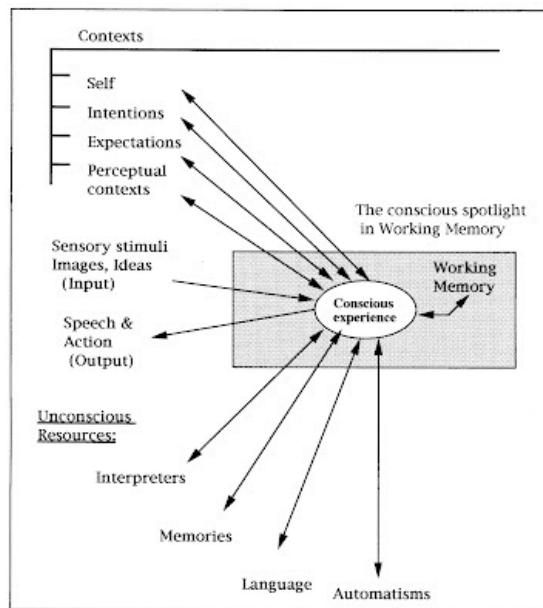 Contexts
Self
Intentions
Expectations
Perceptual
contexts
The conscious spotlight
in Working Memory
Sensory stimuli
Images, Ideas
(Input)
Working
Memory
Conscious
experience
Speech &
Action
(Output)
Unconscious
Resources:
Interpreters
Memories
Language
Automatisms